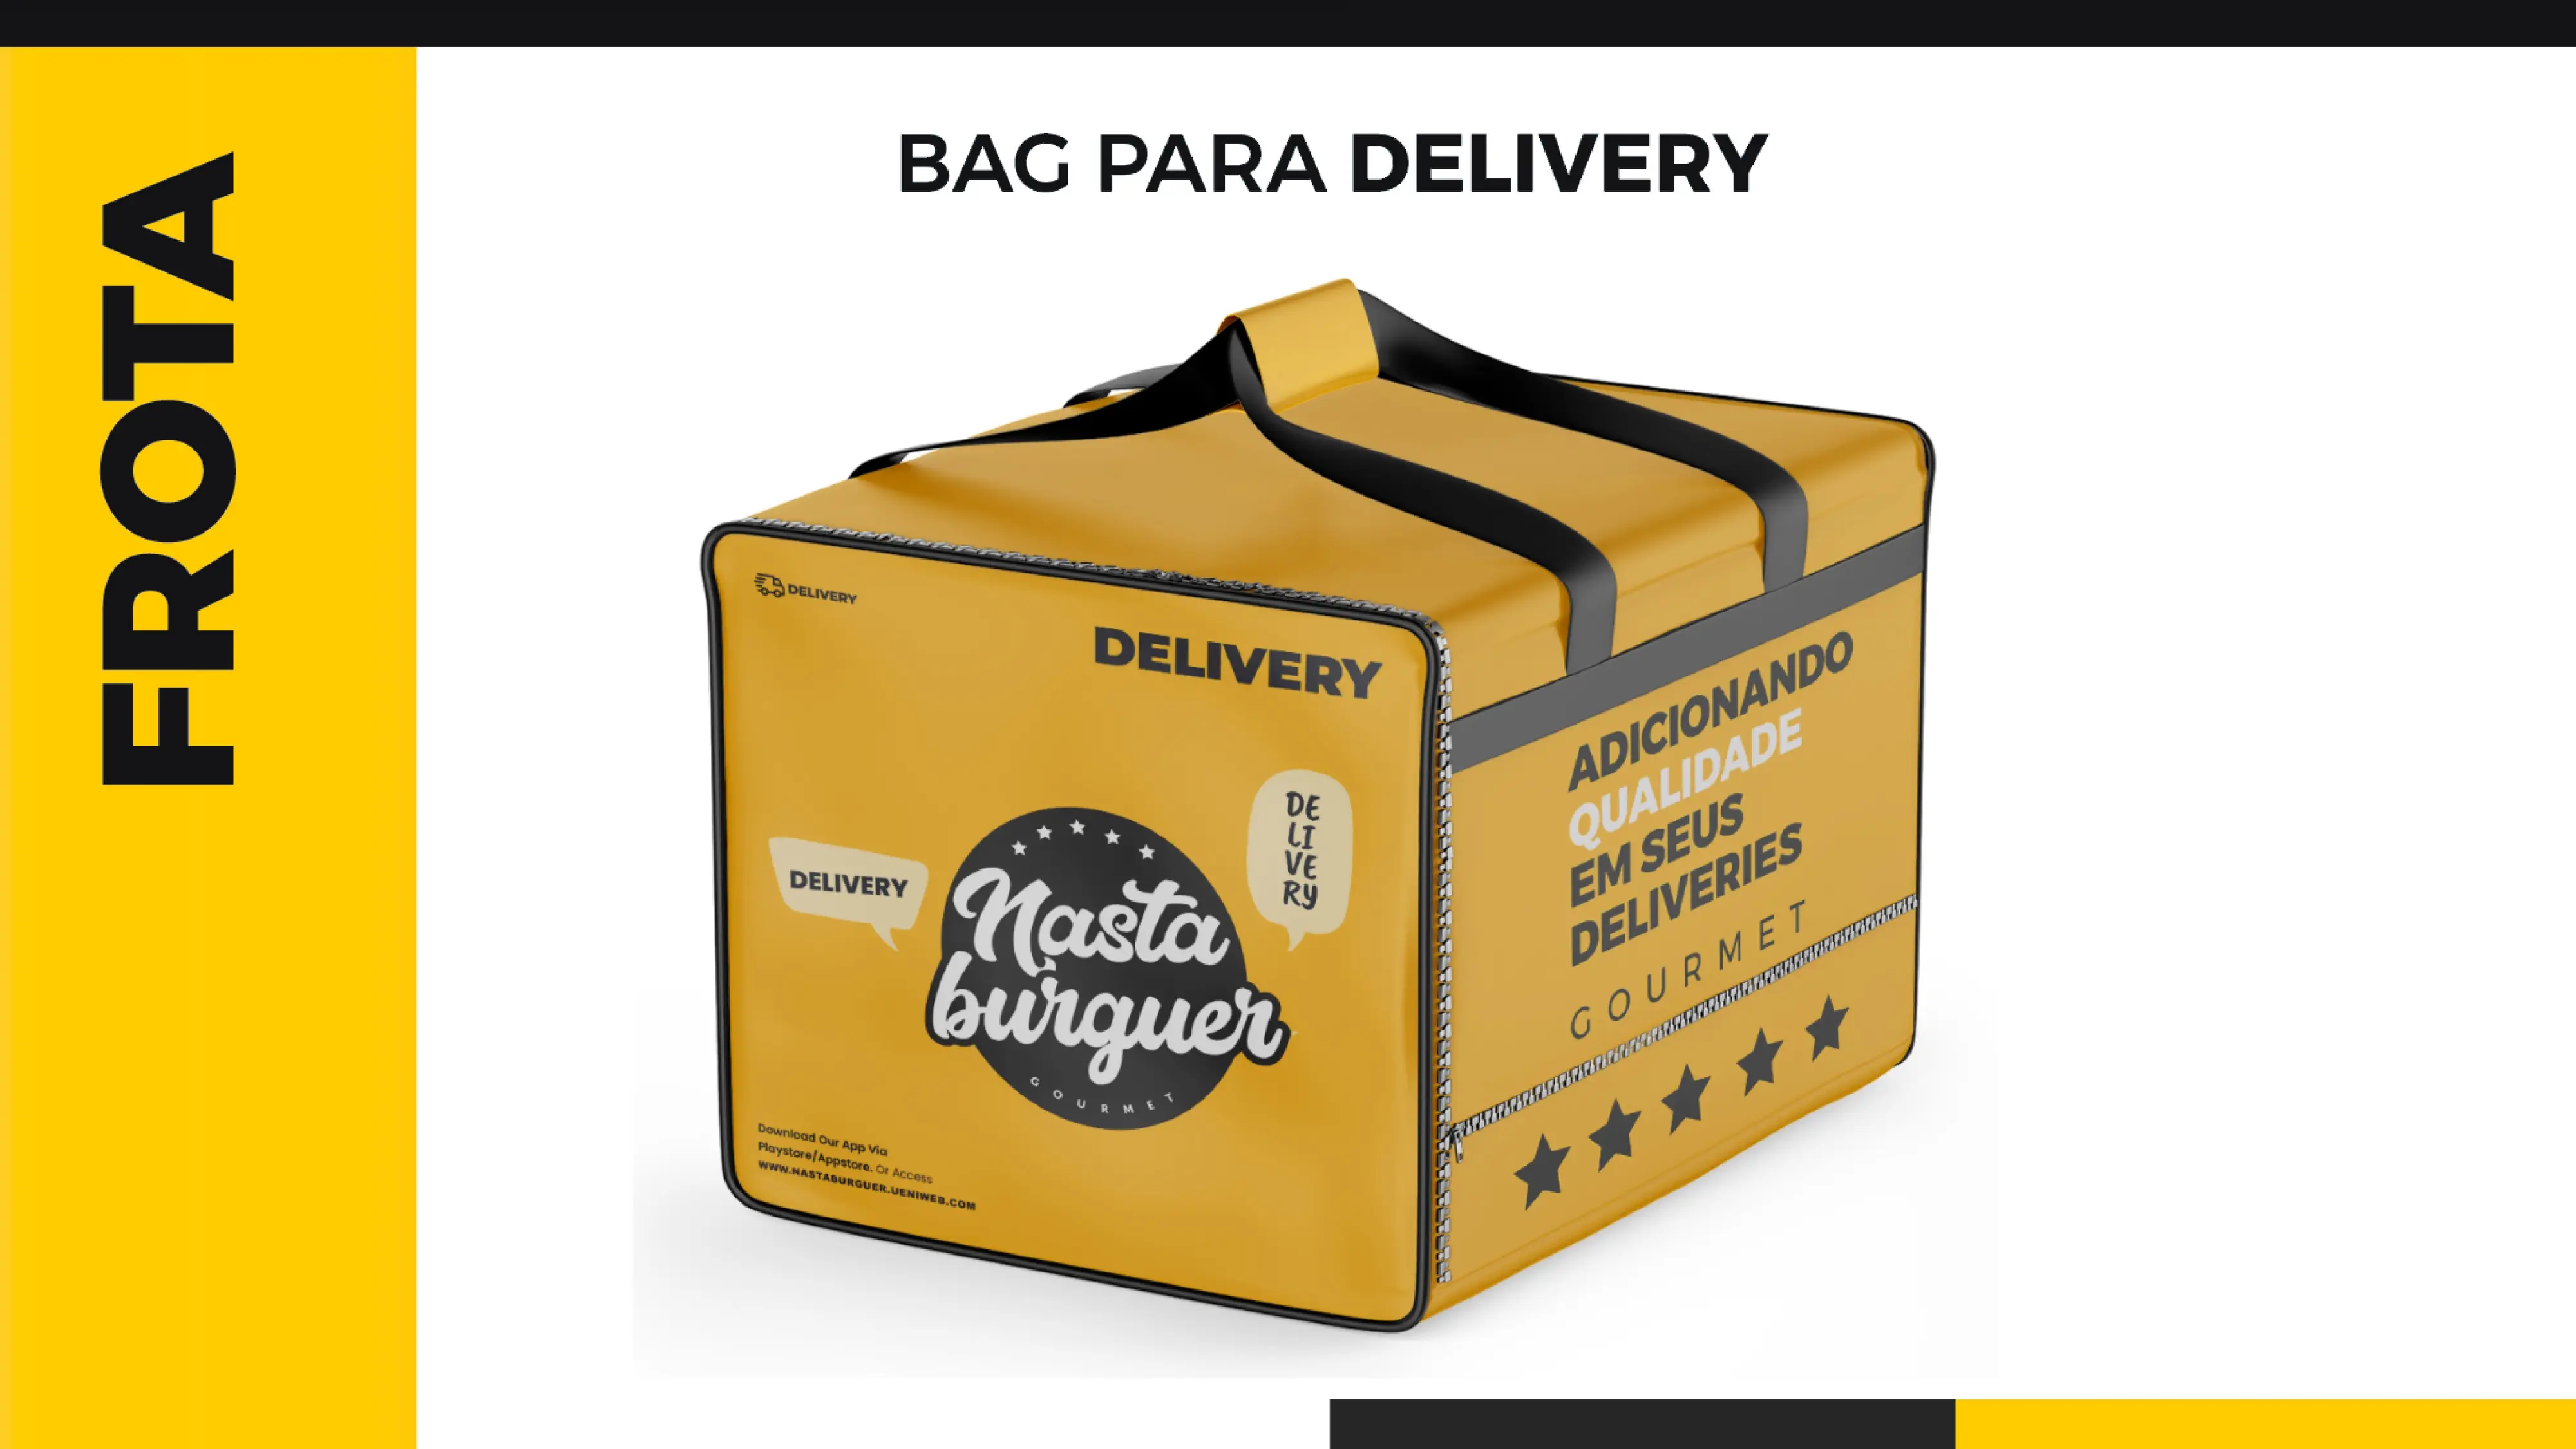 FROTA
BAG PARA DELIVERY
DELIVERY
DELIVERY
DELIVERY
DE
LI
VE
RY
Nasta
burguer
GOURMET
Download Our App Via
Playstore/Appstore. Or Access
WWW.NASTABURGUER.UENIWEB.COM
ADICIONANDO
QUALIDADE
EM SEUS
DELIVERIES
GOURMET